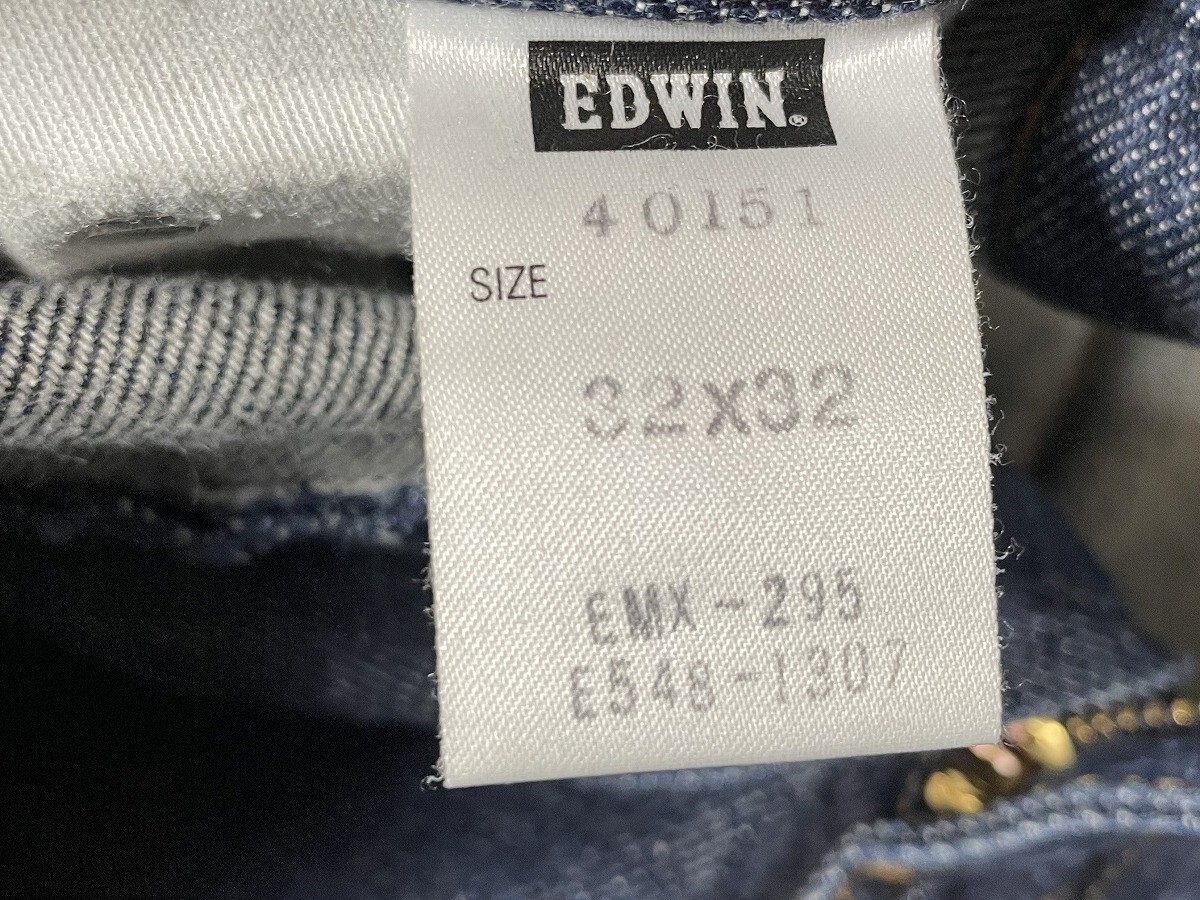 EDWIN®
40151
SIZE
32X32
EMX-295
E548-1307